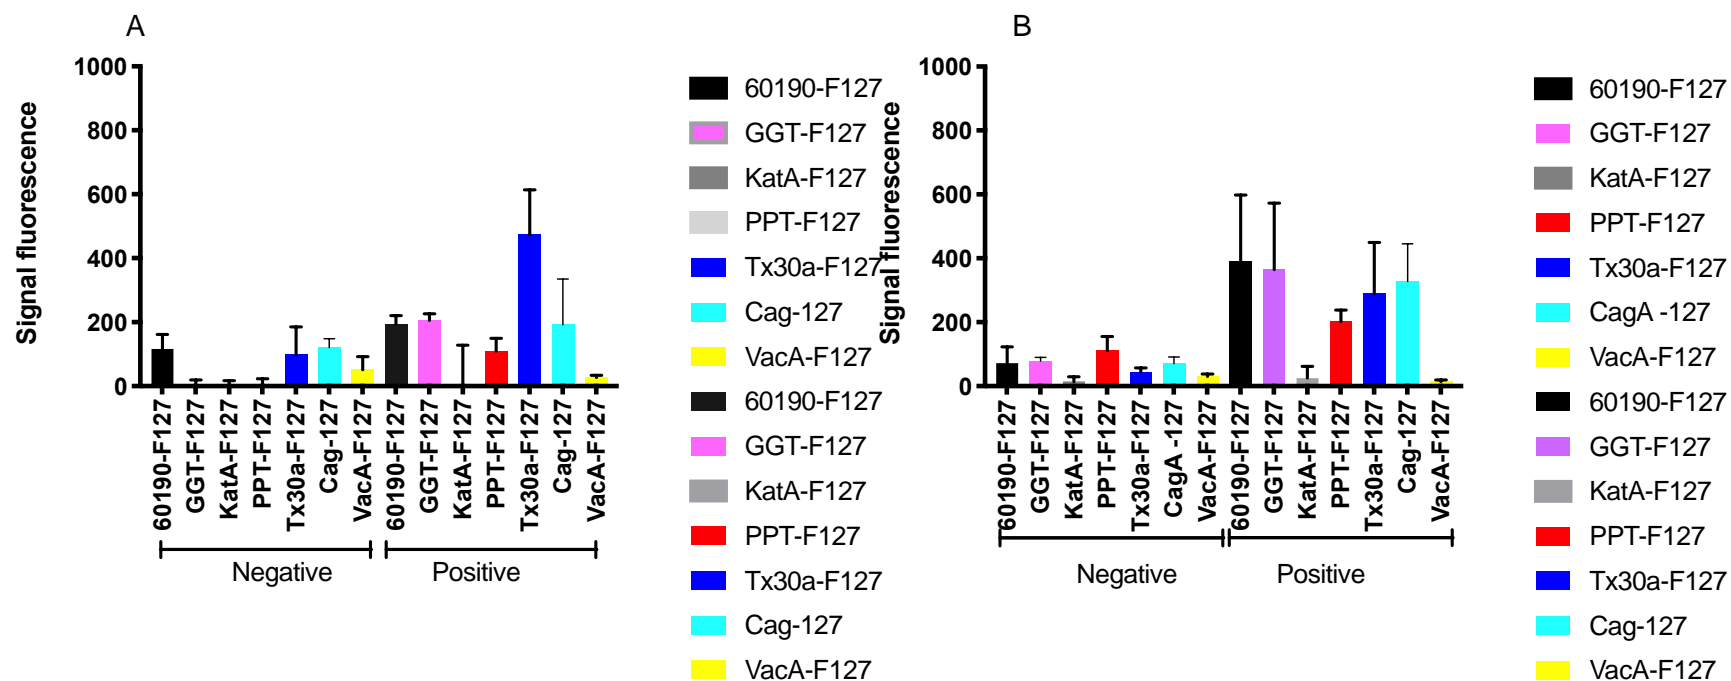 A
Signal fluorescence
1000
800
600
400
200
0
60190-F127
GGT-F127
KatA-F127
PPT-F127
Tx30a-F127
Cag-127
VacA-F127
60190-F127
GGT-F127
KatA-F127
PPT-F127
Tx30a-F127
Cag-127
VacA-F127
Negative
Positive
60190-F127
GGT-F127
KatA-F127
PPT-F127
Tx30a-F127
Cag-127
VacA-F127
60190-F127
GGT-F127
KatA-F127
PPT-F127
Tx30a-F127
Cag-127
VacA-F127
B
Signal fluorescence
1000
800
600
400
200
0
60190-F127
GGT-F127
KatA-F127
PPT-F127
Tx30a-F127
CagA -127
VacA-F127
60190-F127
GGT-F127
KatA-F127
PPT-F127
Tx30a-F127
Cag-127
VacA-F127
Negative
Positive
60190-F127
GGT-F127
KatA-F127
PPT-F127
Tx30a-F127
CagA -127
VacA-F127
60190-F127
GGT-F127
KatA-F127
PPT-F127
Tx30a-F127
Cag-127
VacA-F127